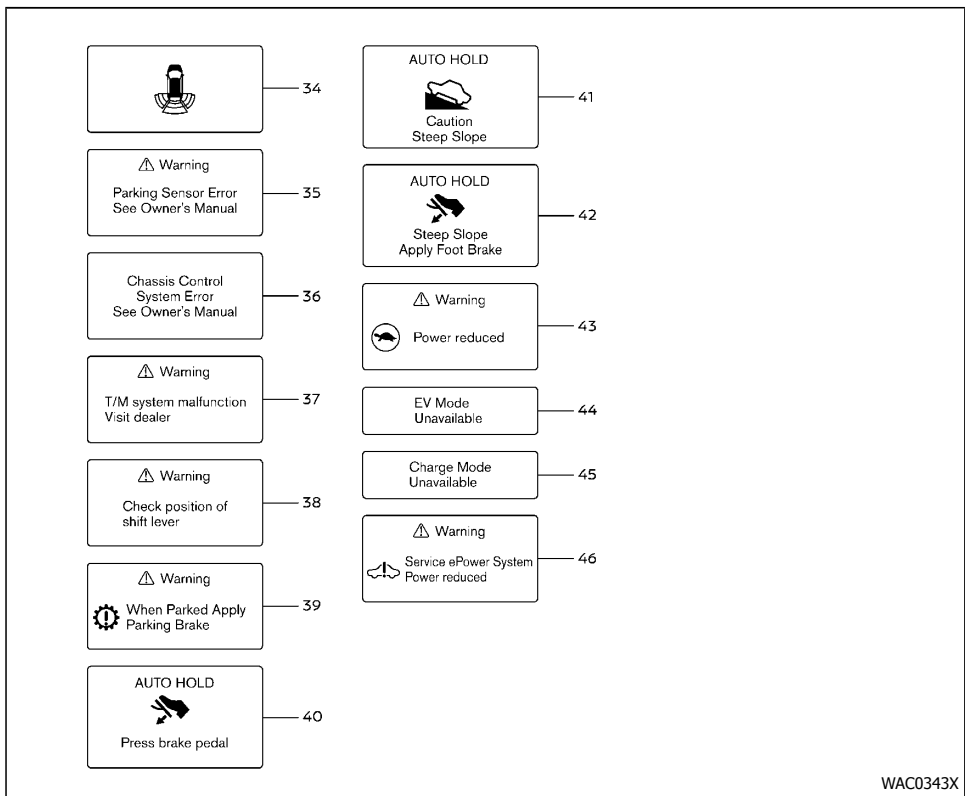 34
⚠ Warning
Parking Sensor Error
See Owner's Manual
35
Chassis Control
System Error
See Owner's Manual
36
⚠ Warning
T/M system malfunction
Visit dealer
37
⚠ Warning
Check position of
shift lever
38
⚠ Warning
When Parked Apply
Parking Brake
39
AUTO HOLD
Press brake pedal
40
AUTO HOLD
Caution
Steep Slope
41
AUTO HOLD
Steep Slope
Apply Foot Brake
42
⚠ Warning
Power reduced
43
EV Mode
Unavailable
44
Charge Mode
Unavailable
45
⚠ Warning
Service ePower System
Power reduced
46
WAC0343X